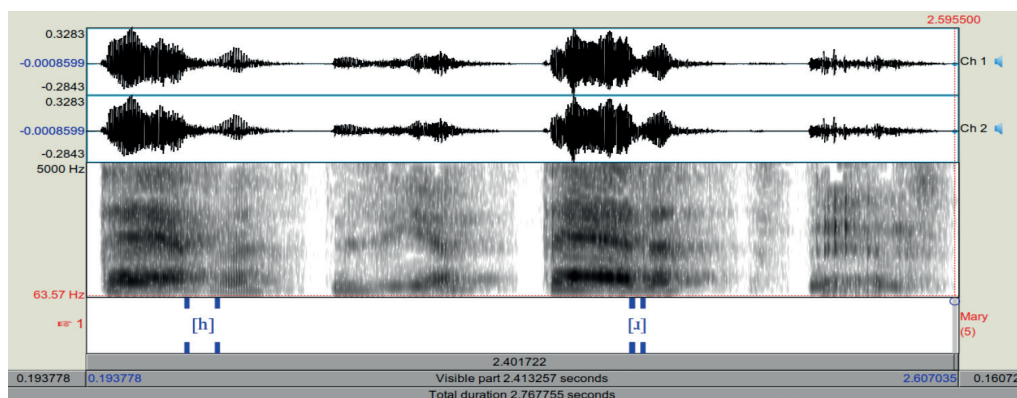 2.595500
0.3283
-0.0008599
-0.2843
Ch 1
0.3283
-0.0008599
-0.2843
Ch 2
5000 Hz
63.57 Hz
☞ 1
[h]
[ɹ]
Mary
(5)
2.401722
0.193778
0.193778
Visible part 2.413257 seconds
2.607035
0.16072
Total duration 2.767755 seconds